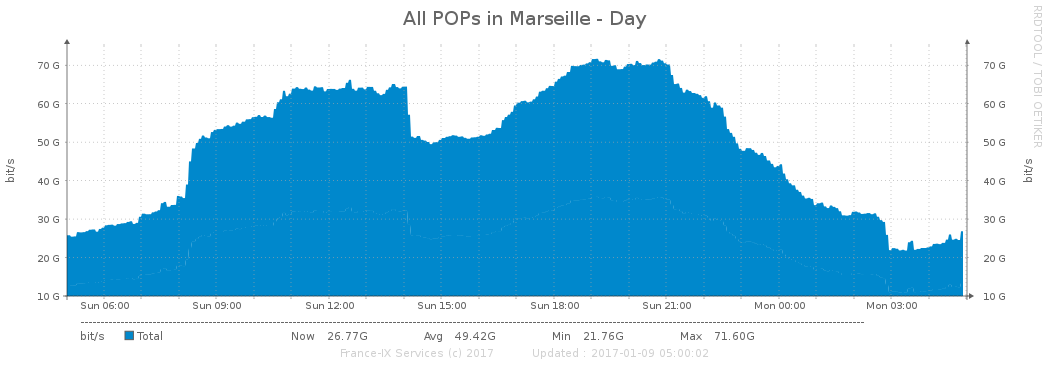 All POPs in Marseille - Day
RRDTOOL / TOBI OETIKER
70 G 70 G
60 G 60 G
50 G 50 G
40 G 40 G
30 G 30 G
20 G 20 G
10 G 10 G
bit/s bit/s
Sun 06:00 Sun 09:00 Sun 12:00 Sun 15:00 Sun 18:00 Sun 21:00 Mon 00:00 Mon 03:00
bit/s Total Now 26.77G Avg 49.42G Min 21.76G Max 71.60G
France-IX Services (c) 2017 Updated : 2017-01-09 05:00:02